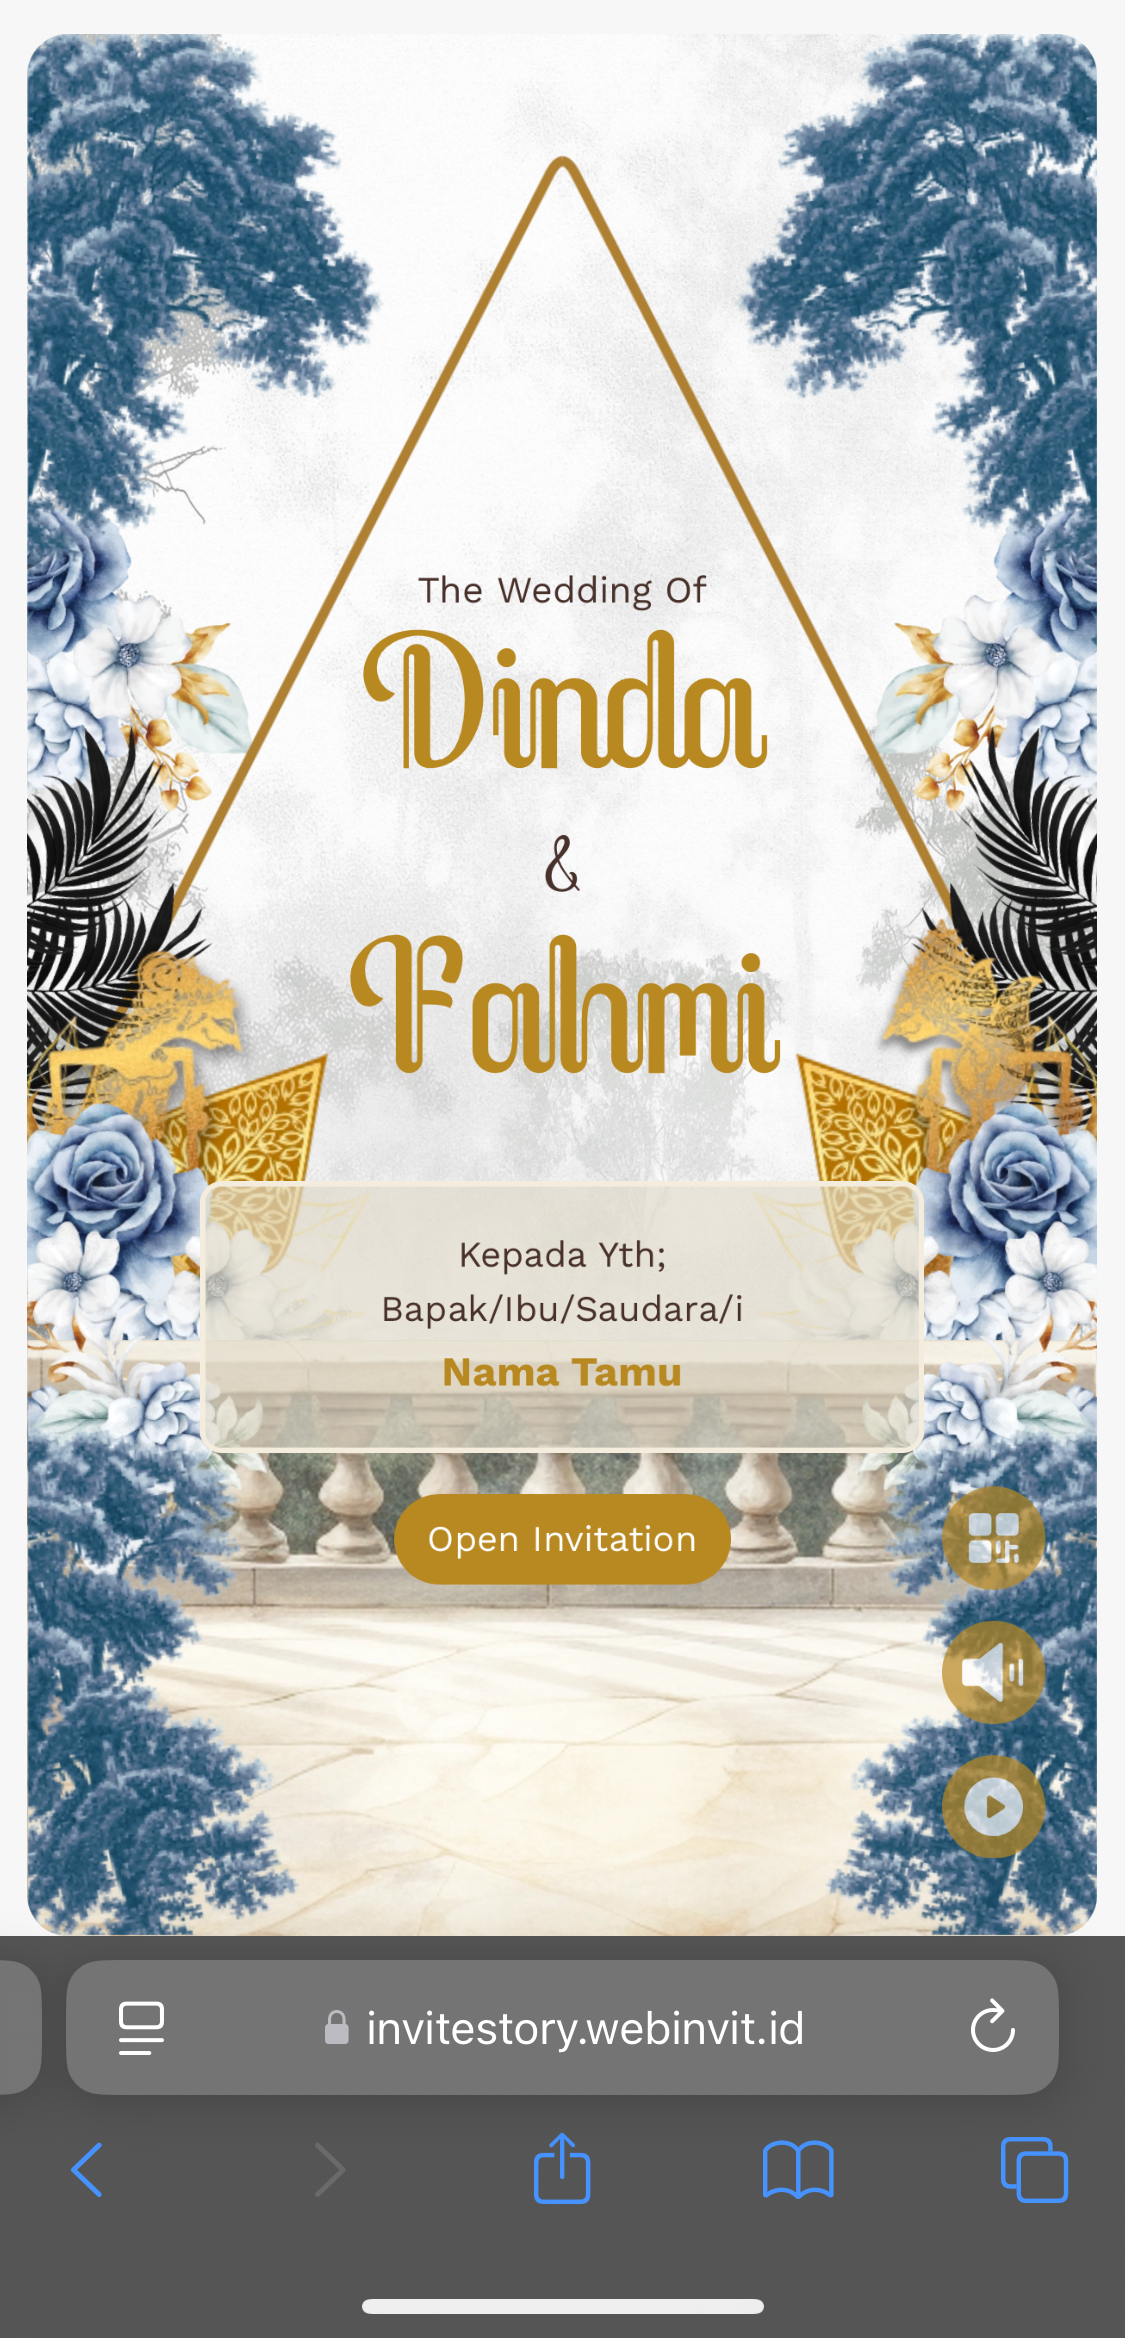 The Wedding Of
Dinda
&
Fahmi
Kepada Yth;
Bapak/Ibu/Saudara/i
Nama Tamu
Open Invitation
invitestory.webinvit.id